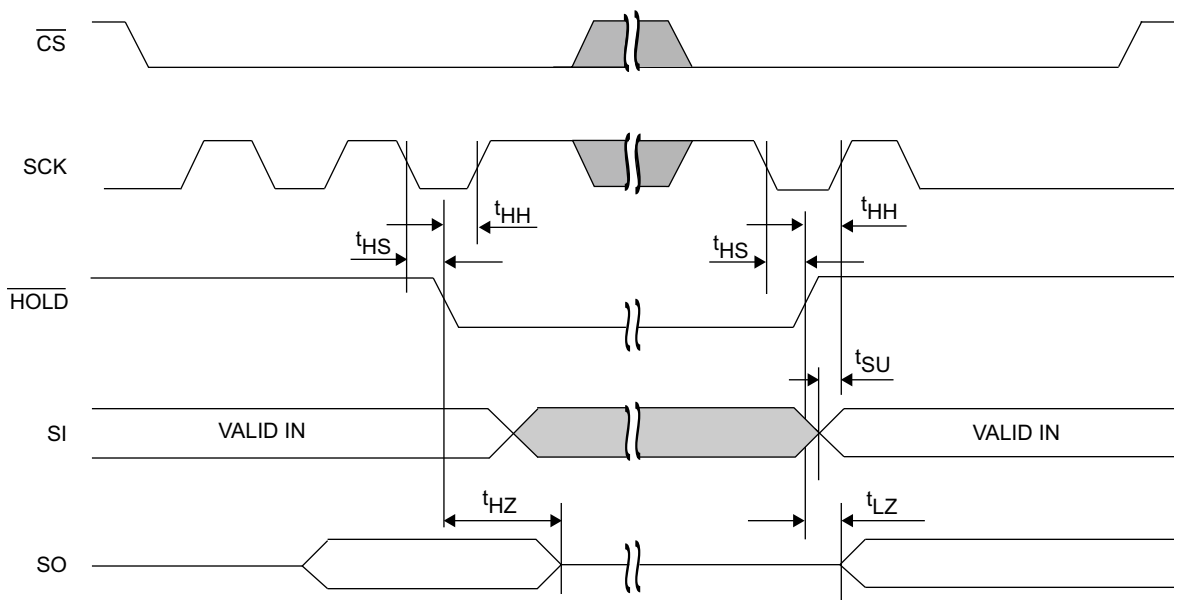 CS
SCK
tHH
tHH
tHS
tHS
HOLD
tSU
SI
VALID IN
VALID IN
tHZ
tLZ
SO